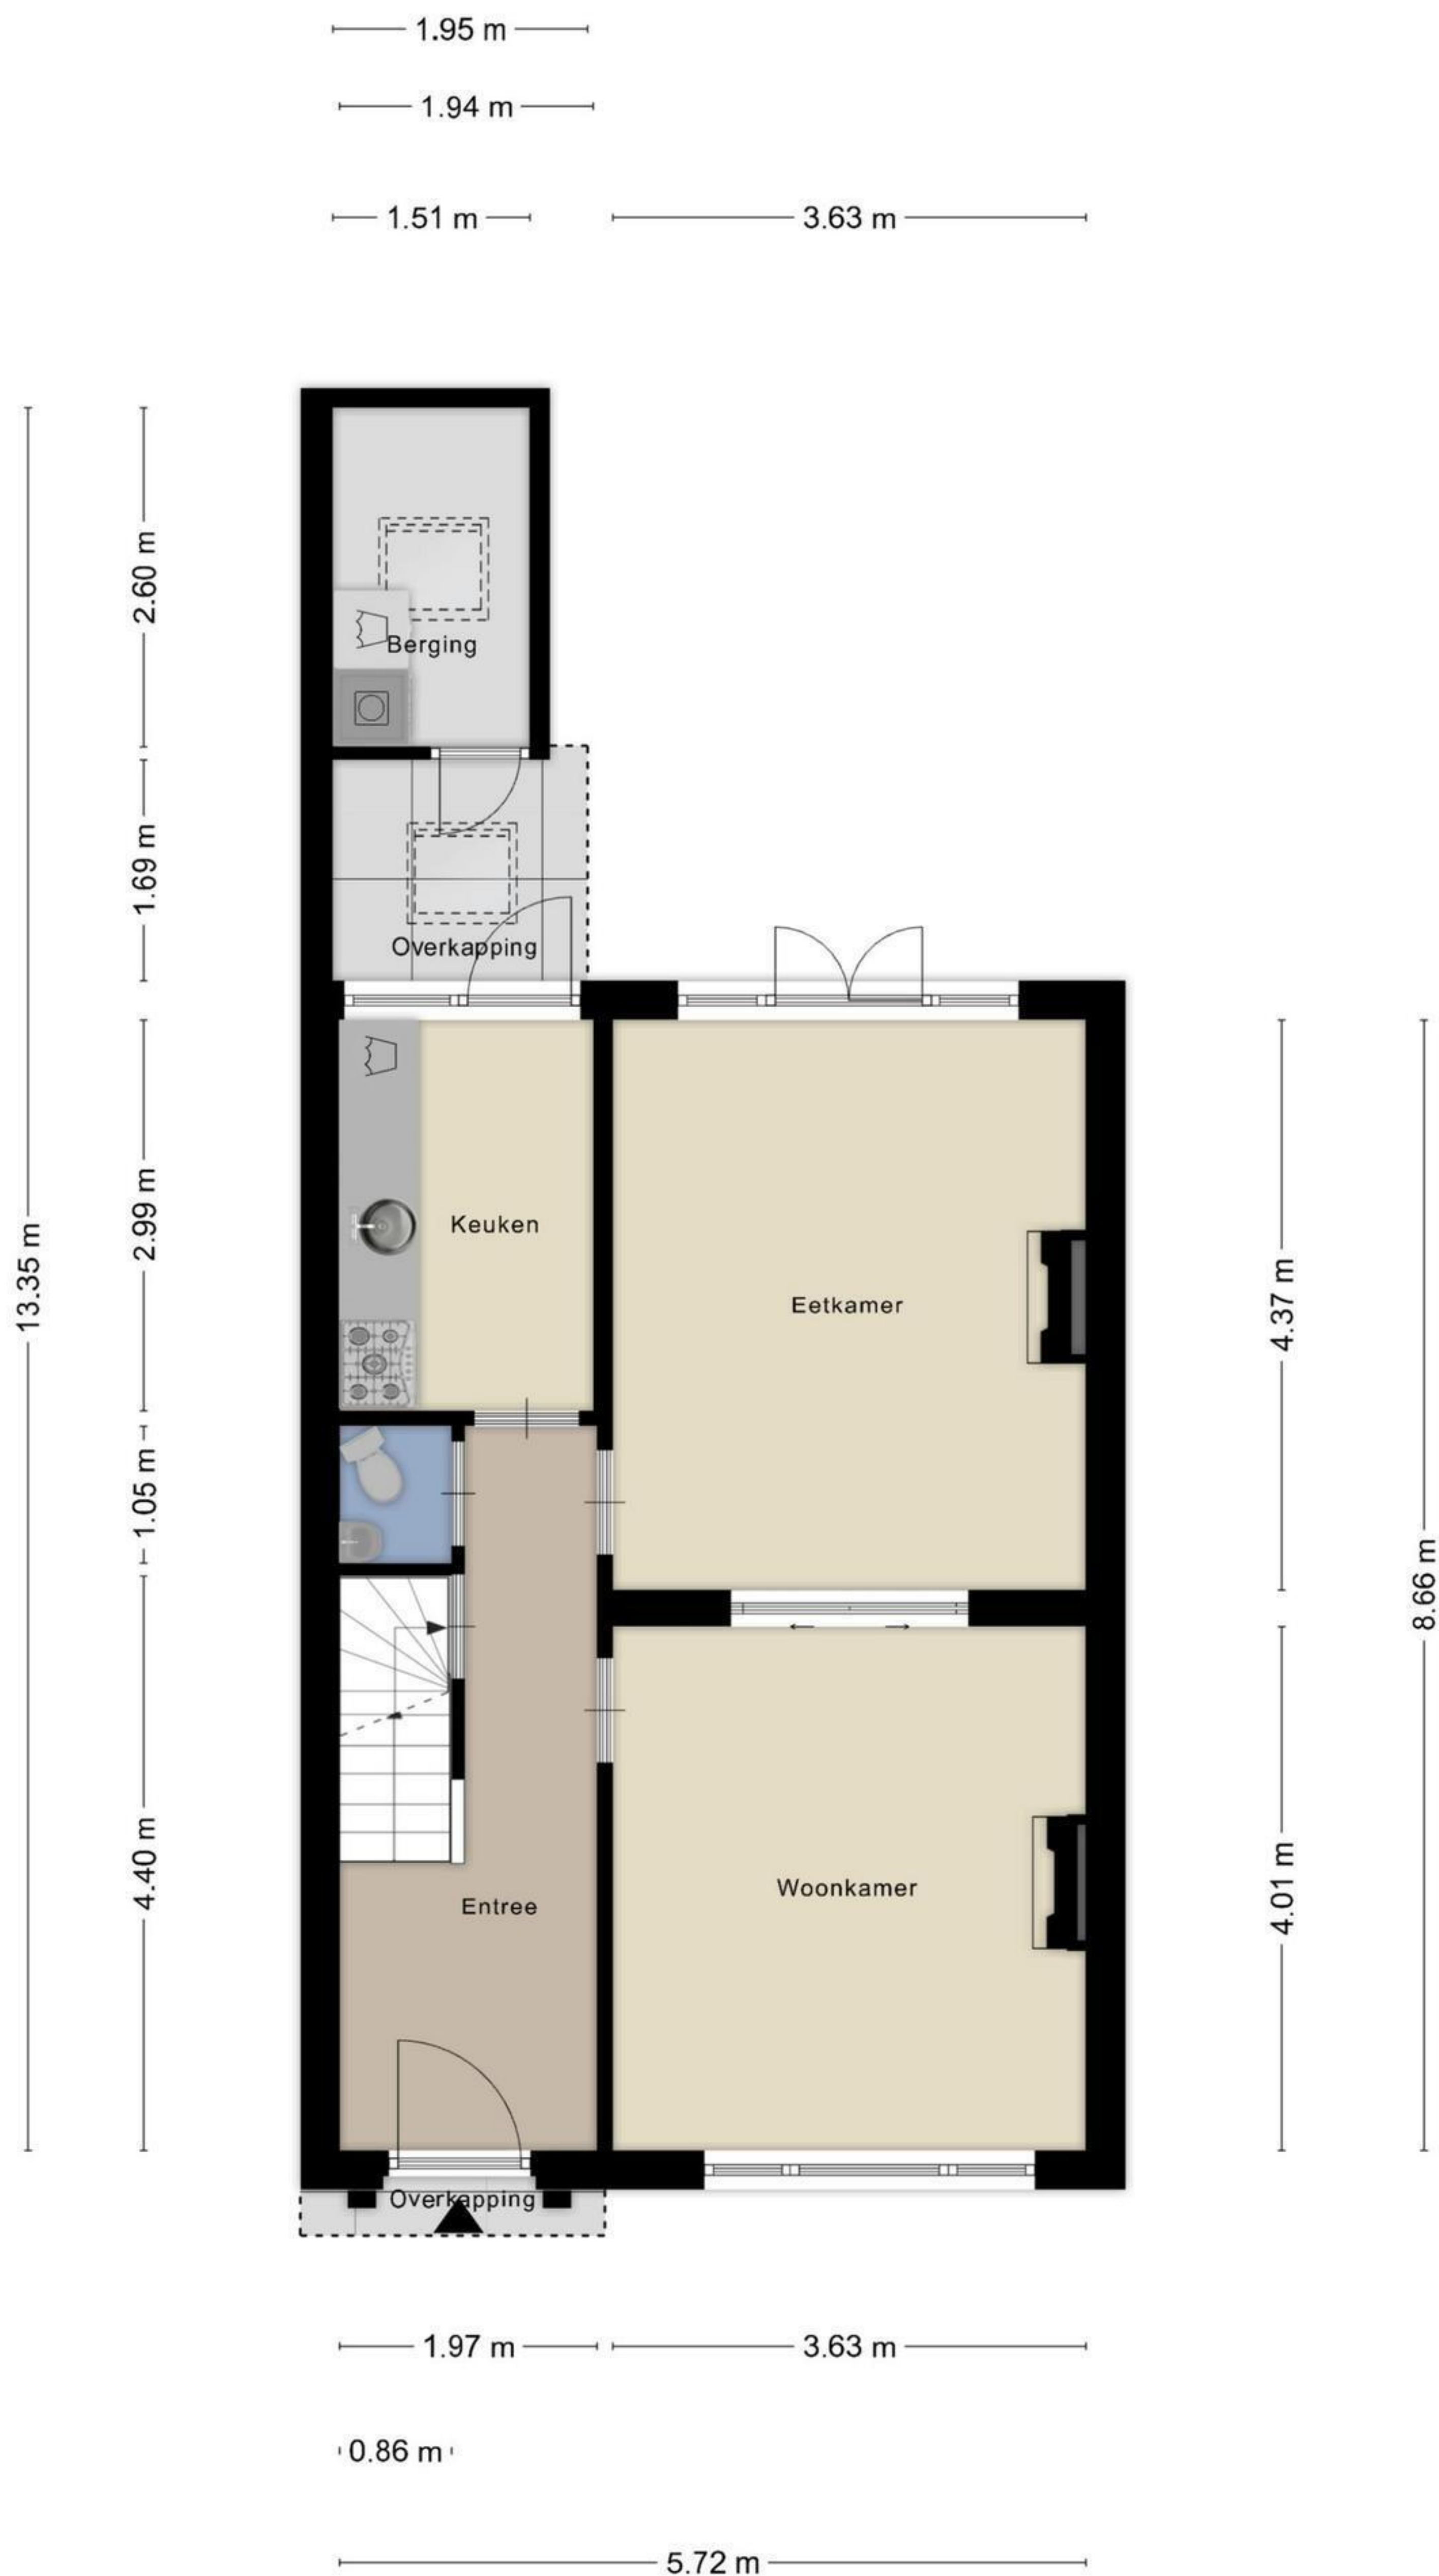 1.95 m
1.94 m
1.51 m
3.63 m
2.60 m
Berging
1.69 m
Overkapping
13.35 m
2.99 m
Keuken
Eetkamer
4.37 m
1.05 m
8.66 m
4.40 m
Woonkamer
4.01 m
Entree
Overkapping
1.97 m
3.63 m
0.86 m
5.72 m